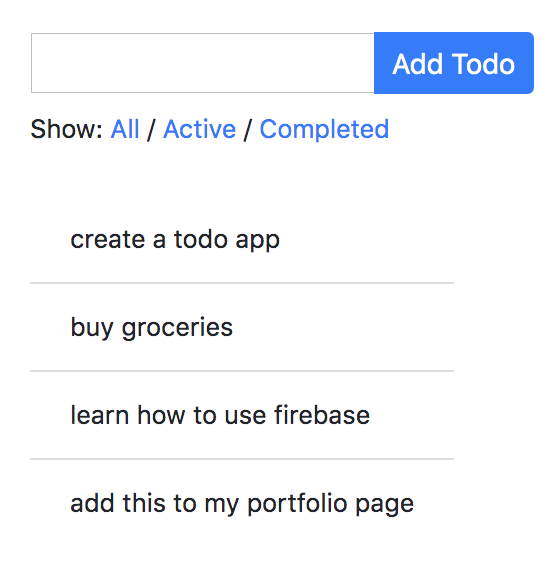 Add Todo
Show: All / Active / Completed
create a todo app
buy groceries
learn how to use firebase
add this to my portfolio page